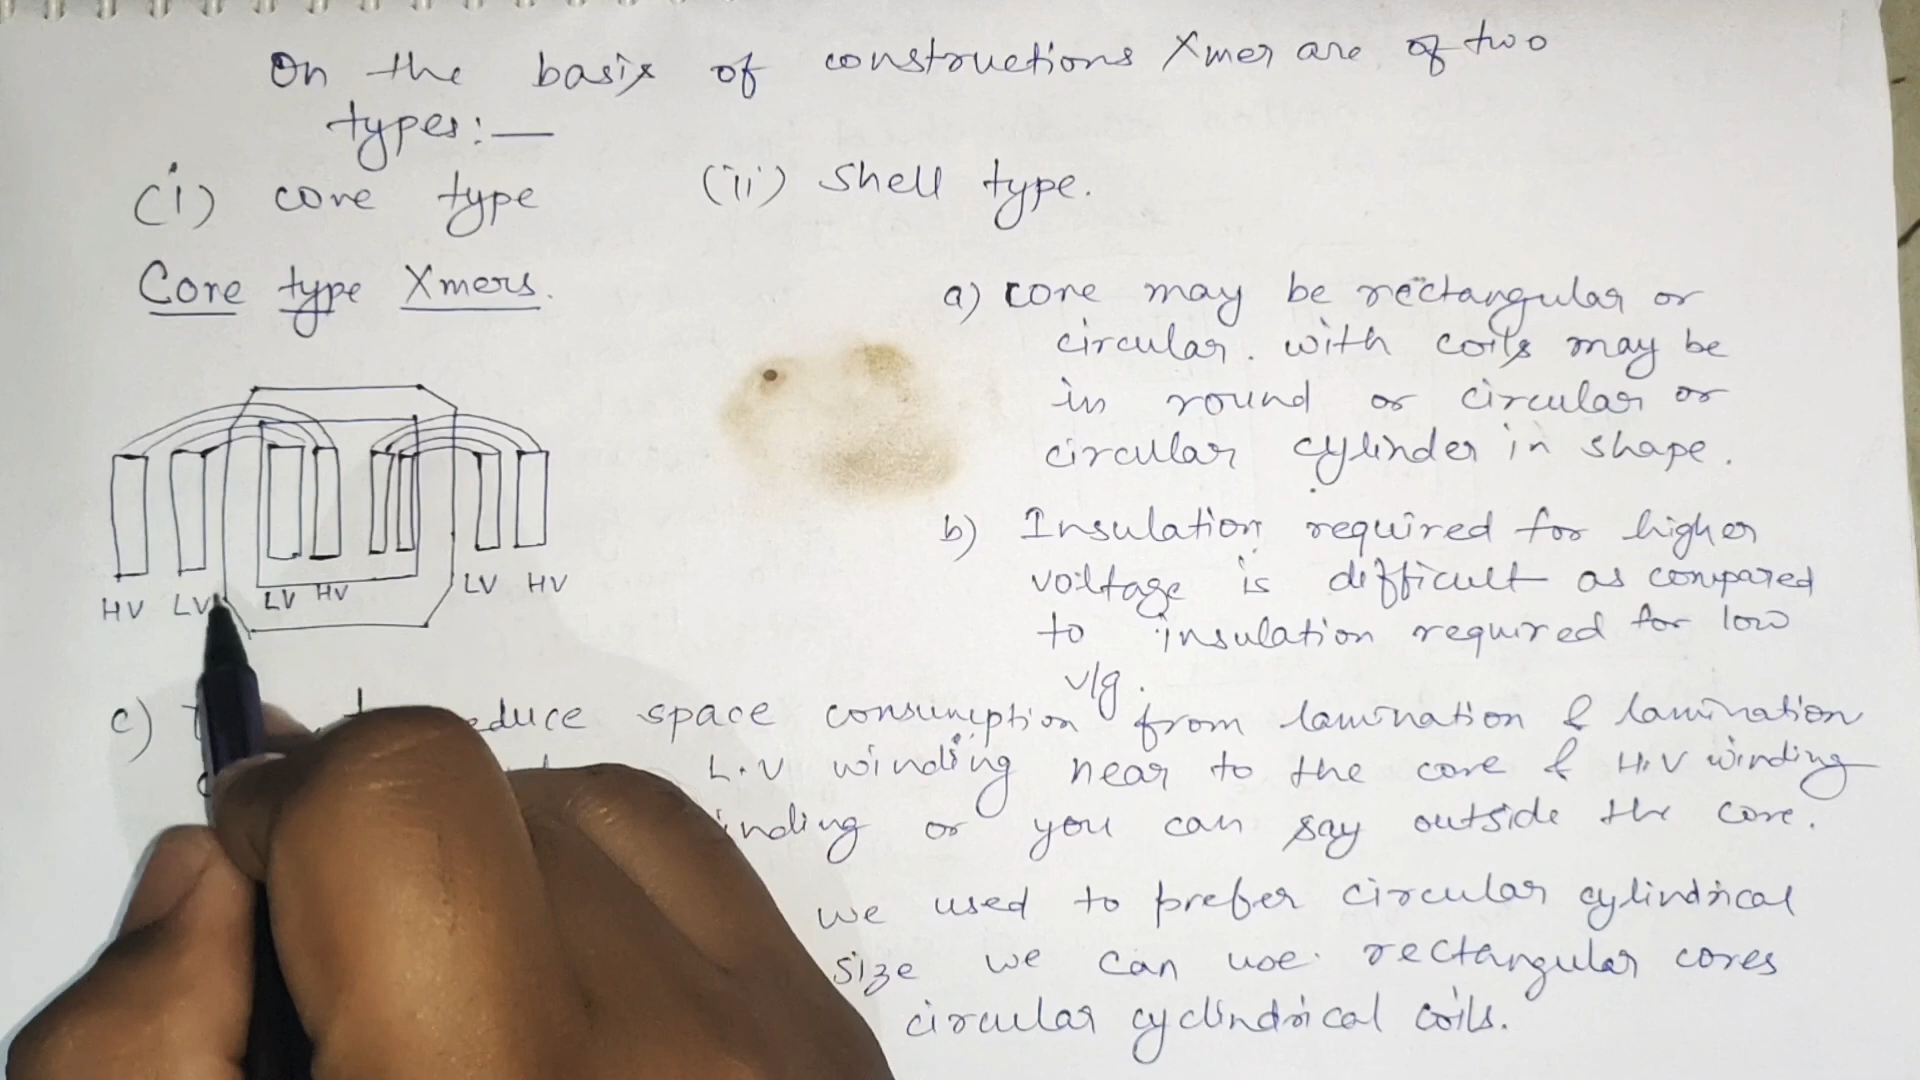 On the basis of constructions Xmer are of two
types:—
(i) core type (ii) Shell type.
Core type Xmers.
a) core may be rectangular or
circular. with coils may be
in round or circular or
circular cylinder in shape.
b) Insulation required for higher
voltage is difficult as compared
to insulation required for low
v/g.
HV LV LV HV LV HV
c) space consumption from lamination & lamination
L.V winding near to the core & H.V winding
or you can say outside the core.
we used to prefer circular cylindrical
size we can use rectangular cores
circular cylindrical coils.